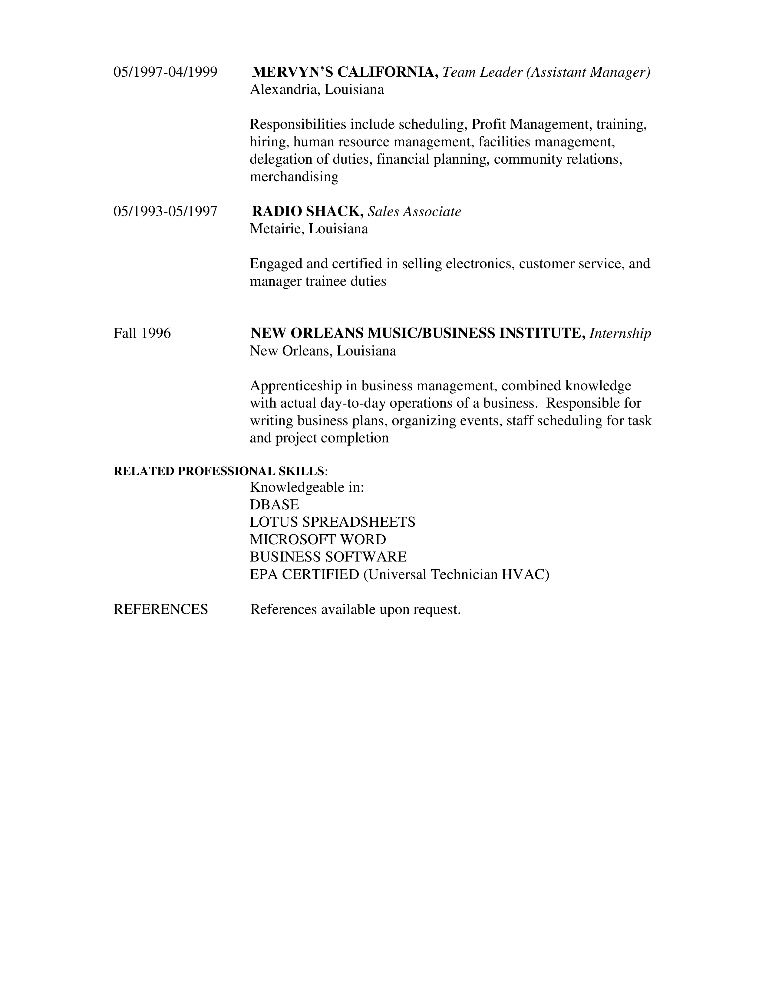 05/1997-04/1999 MERVYN’S CALIFORNIA, Team Leader (Assistant Manager)
Alexandria, Louisiana
Responsibilities include scheduling, Profit Management, training,
hiring, human resource management, facilities management,
delegation of duties, financial planning, community relations,
merchandising
05/1993-05/1997 RADIO SHACK, Sales Associate
Metairie, Louisiana
Engaged and certified in selling electronics, customer service, and
manager trainee duties
Fall 1996 NEW ORLEANS MUSIC/BUSINESS INSTITUTE, Internship
New Orleans, Louisiana
Apprenticeship in business management, combined knowledge
with actual day-to-day operations of a business.  Responsible for
writing business plans, organizing events, staff scheduling for task
and project completion
RELATED PROFESSIONAL SKILLS:
Knowledgeable in:
DBASE
LOTUS SPREADSHEETS
MICROSOFT WORD
BUSINESS SOFTWARE
EPA CERTIFIED (Universal Technician HVAC)
REFERENCES References available upon request.